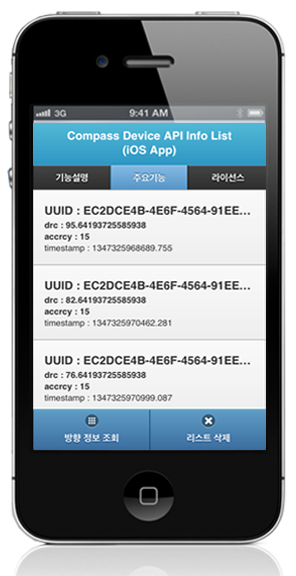 3G 9:41 AM
Compass Device API Info List
(iOS App)
기능설명 주요기능 라이선스
UUID : EC2DCE4B-4E6F-4564-91EE...
drc : 95.64193725585938
accrcy : 15
timestamp : 1347325968689.755
UUID : EC2DCE4B-4E6F-4564-91EE...
drc : 82.64193725585938
accrcy : 15
timestamp : 1347325970462.281
UUID : EC2DCE4B-4E6F-4564-91EE...
drc : 76.64193725585938
accrcy : 15
timestamp : 1347325970999.087
방향 정보 조회 리스트 삭제